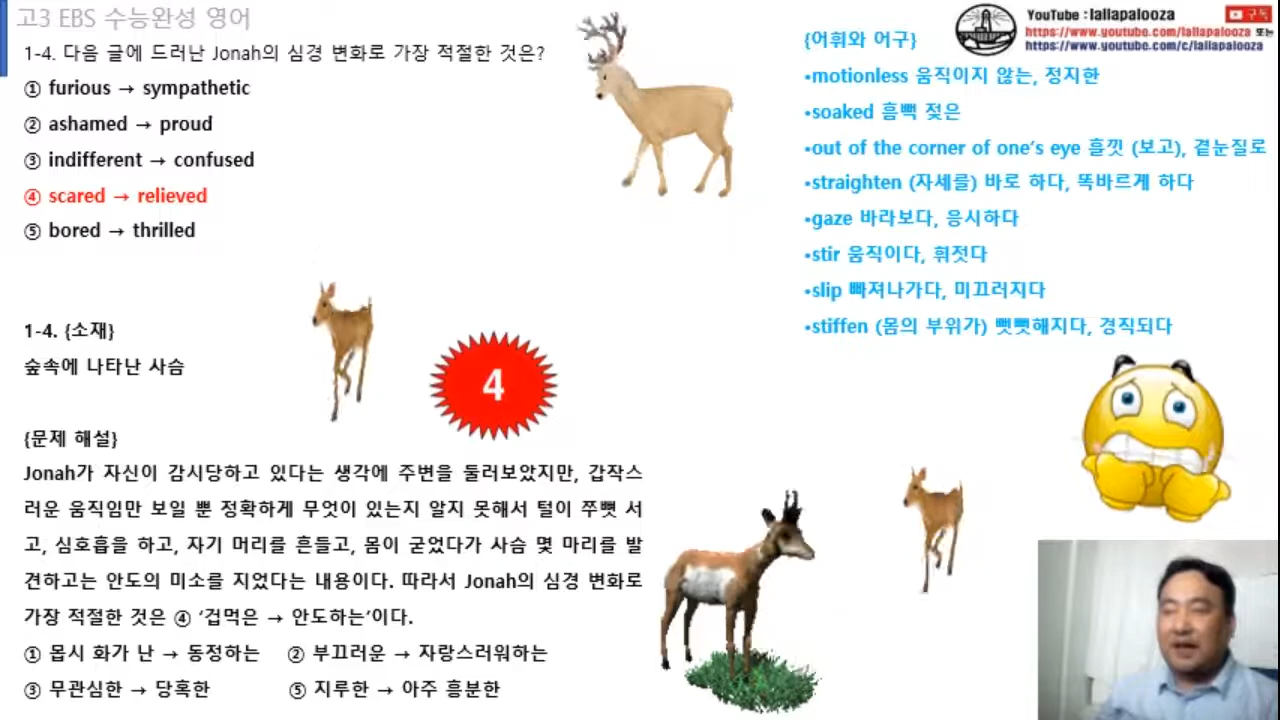 고3 EBS 수능완성 영어
1-4. 다음 글에 드러난 Jonah의 심경 변화로 가장 적절한 것은?
① furious → sympathetic
② ashamed → proud
③ indifferent → confused
④ scared → relieved
⑤ bored → thrilled
1-4. {소재}
숲속에 나타난 사슴
4
{문제 해설}
Jonah가 자신이 감시당하고 있다는 생각에 주변을 둘러보았지만, 갑작스
러운 움직임만 보일 뿐 정확하게 무엇이 있는지 알지 못해서 털이 쭈뼛 서
고, 심호흡을 하고, 자기 머리를 흔들고, 몸이 굳었다가 사슴 몇 마리를 발
견하고는 안도의 미소를 지었다는 내용이다. 따라서 Jonah의 심경 변화로
가장 적절한 것은 ④ ‘겁먹은 → 안도하는’이다.
① 몹시 화가 난 → 동정하는 ② 부끄러운 → 자랑스러워하는
③ 무관심한 → 당혹한 ⑤ 지루한 → 아주 흥분한
YouTube : lallapalooza
구독
https://www.youtube.com/lallapalooza 또는
https://www.youtube.com/c/lallapalooza
{어휘와 어구}
•motionless 움직이지 않는, 정지한
•soaked 흠뻑 젖은
•out of the corner of one’s eye 흘낏 (보고), 곁눈질로
•straighten (자세를) 바로 하다, 똑바르게 하다
•gaze 바라보다, 응시하다
•stir 움직이다, 휘젓다
•slip 빠져나가다, 미끄러지다
•stiffen (몸의 부위가) 뻣뻣해지다, 경직되다